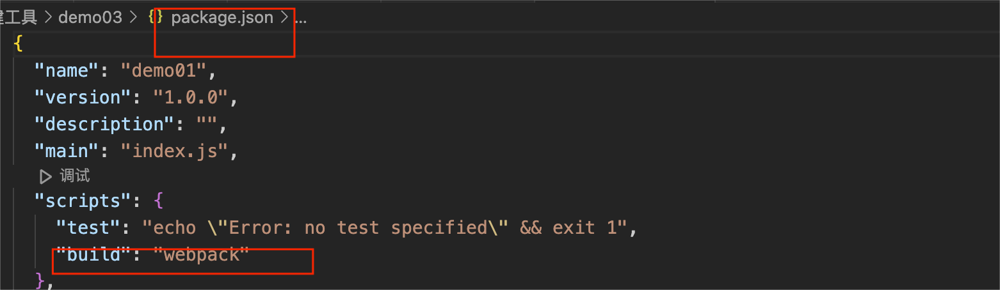 工具 > demo03 > {} package.json > ...
{
"name": "demo01",
"version": "1.0.0",
"description": "",
"main": "index.js",
调试
"scripts": {
"test": "echo \"Error: no test specified\" && exit 1",
"build": "webpack"
},